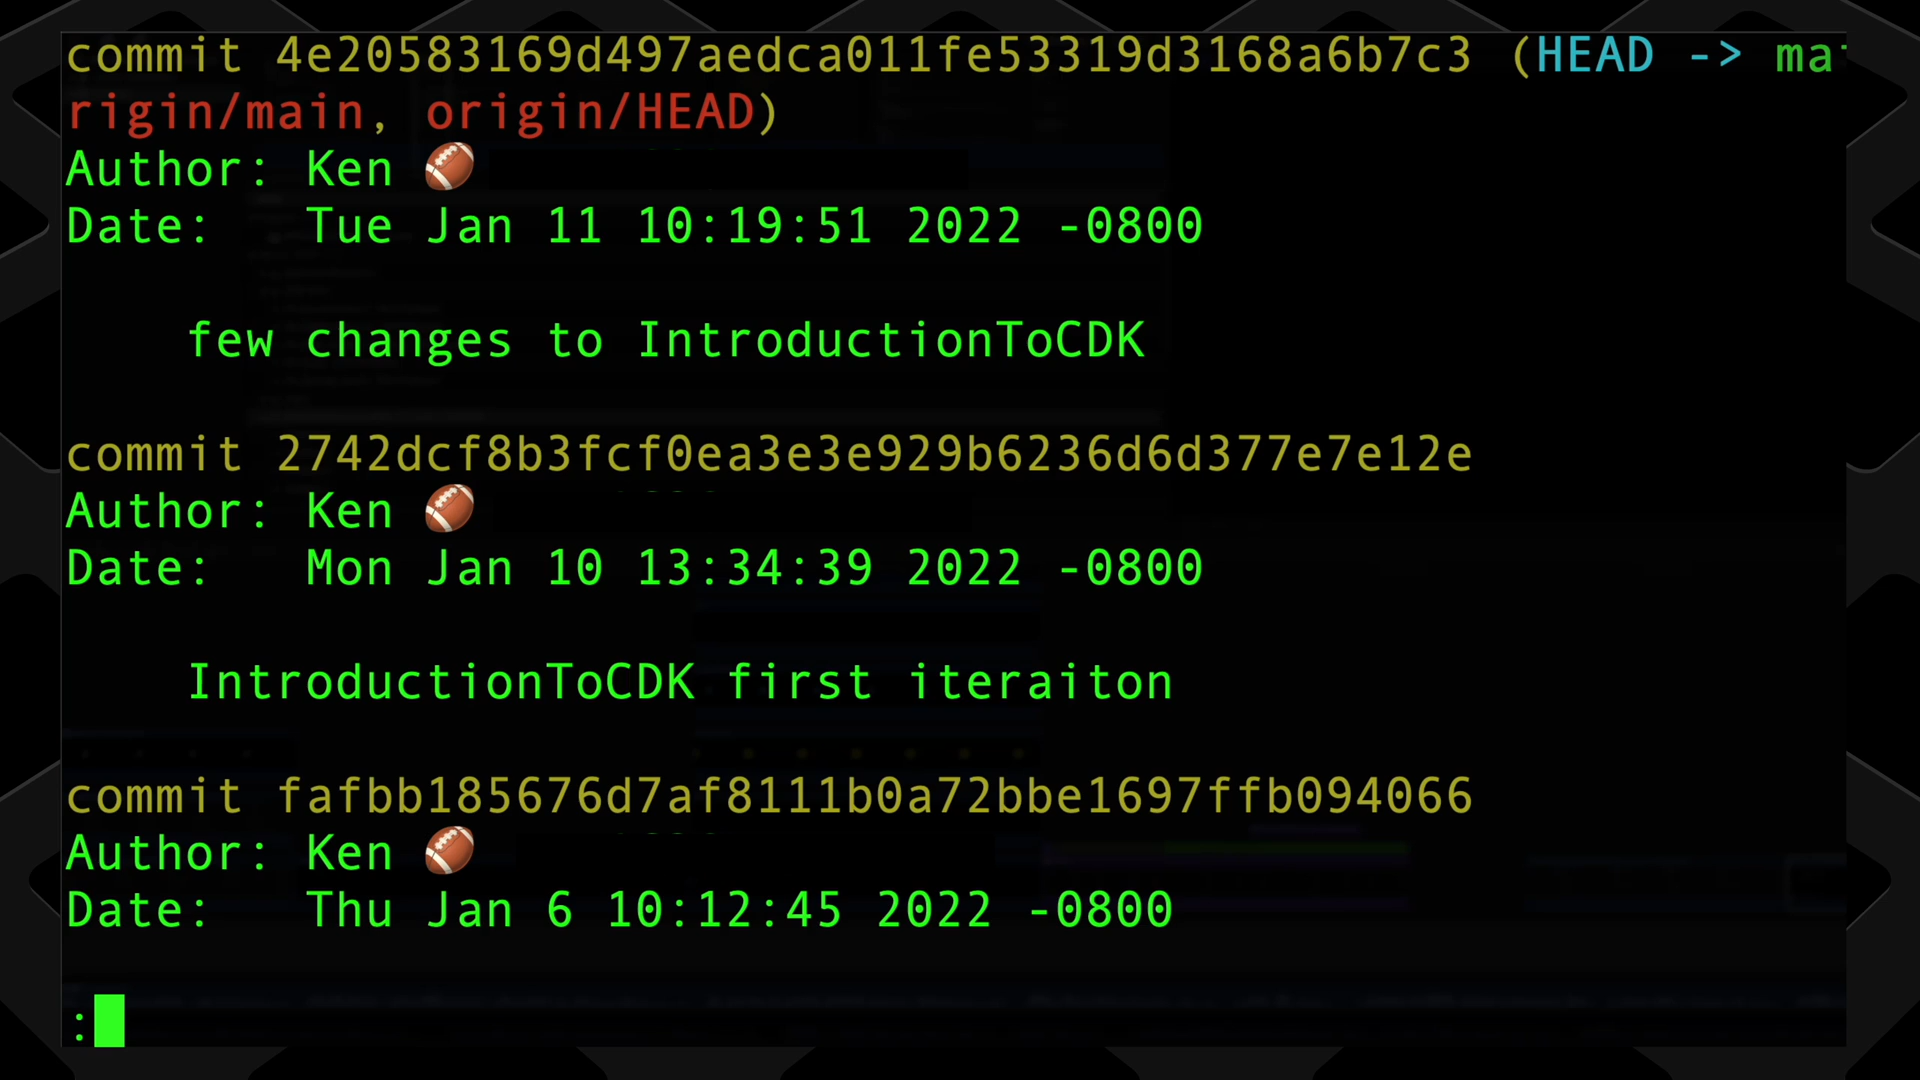 commit 4e20583169d497aedca011fe53319d3168a6b7c3 (HEAD -> mai
rigin/main, origin/HEAD)
Author: Ken 🏈
Date:   Tue Jan 11 10:19:51 2022 -0800
few changes to IntroductionToCDK
commit 2742dcf8b3fcf0ea3e3e929b6236d6d377e7e12e
Author: Ken 🏈
Date:   Mon Jan 10 13:34:39 2022 -0800
IntroductionToCDK first iteraiton
commit fafbb185676d7af8111b0a72bbe1697ffb094066
Author: Ken 🏈
Date:   Thu Jan 6 10:12:45 2022 -0800
: